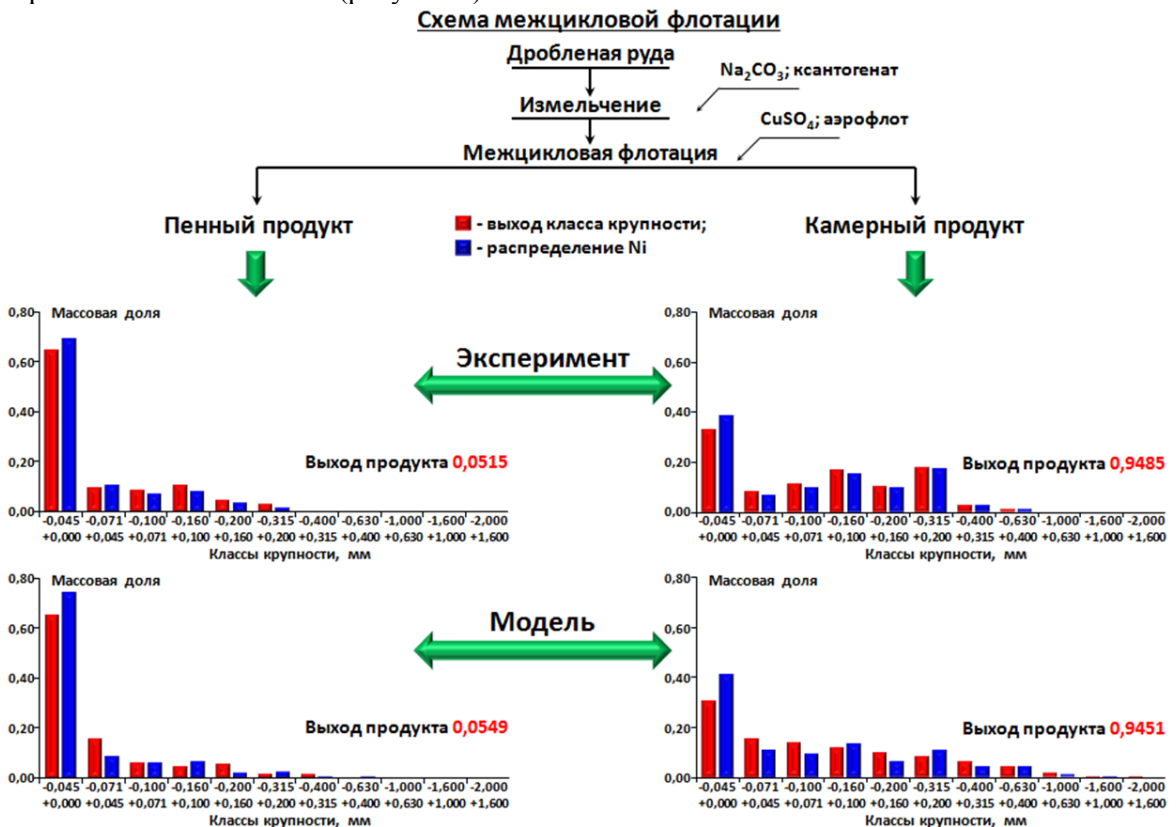 Схема межцикловой флотации
Дробленая руда
Na₂CO₃; ксантогенат
Измельчение
CuSO₄; аэрофлот
Межцикловая флотация
Пенный продукт
- выход класса крупности;
- распределение Ni
Камерный продукт
Эксперимент
0,80 Массовая доля
0,60
0,40
0,20
0,00
Выход продукта 0,0515
-0,045 -0,071 -0,100 -0,160 -0,200 -0,315 -0,400 -0,630 -1,000 -1,600 -2,000
+0,000 +0,045 +0,071 +0,100 +0,160 +0,200 +0,315 +0,400 +0,630 +1,000 +1,600
Классы крупности, мм
0,80 Массовая доля
0,60
0,40
0,20
0,00
Выход продукта 0,9485
-0,045 -0,071 -0,100 -0,160 -0,200 -0,315 -0,400 -0,630 -1,000 -1,600 -2,000
+0,000 +0,045 +0,071 +0,100 +0,160 +0,200 +0,315 +0,400 +0,630 +1,000 +1,600
Классы крупности, мм
Модель
0,80 Массовая доля
0,60
0,40
0,20
0,00
Выход продукта 0,0549
-0,045 -0,071 -0,100 -0,160 -0,200 -0,315 -0,400 -0,630 -1,000 -1,600 -2,000
+0,000 +0,045 +0,071 +0,100 +0,160 +0,200 +0,315 +0,400 +0,630 +1,000 +1,600
Классы крупности, мм
0,80 Массовая доля
0,60
0,40
0,20
0,00
Выход продукта 0,9451
-0,045 -0,071 -0,100 -0,160 -0,200 -0,315 -0,400 -0,630 -1,000 -1,600 -2,000
+0,000 +0,045 +0,071 +0,100 +0,160 +0,200 +0,315 +0,400 +0,630 +1,000 +1,600
Классы крупности, мм